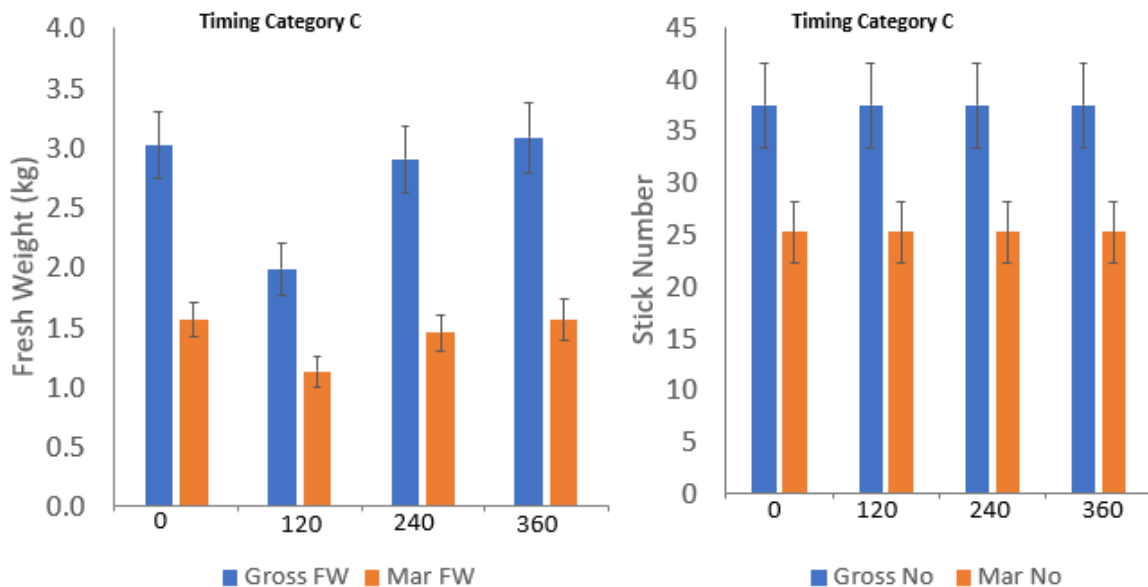 Timing Category C
4.0
3.5
3.0
2.5
2.0
1.5
1.0
0.5
0.0
Fresh Weight (kg)
0 120 240 360
Gross FW Mar FW
Timing Category C
45
40
35
30
25
20
15
10
5
0
Stick Number
0 120 240 360
Gross No Mar No